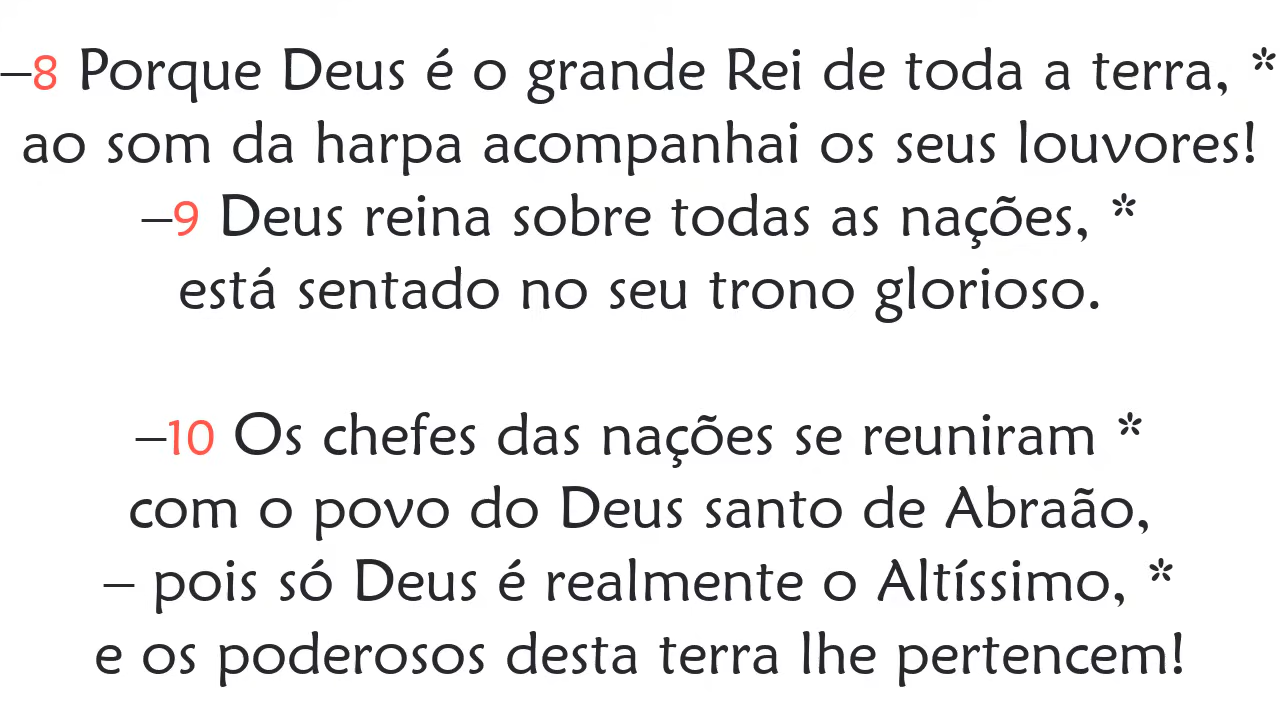 –8 Porque Deus é o grande Rei de toda a terra, *
ao som da harpa acompanhai os seus louvores!
–9 Deus reina sobre todas as nações, *
está sentado no seu trono glorioso.
–10 Os chefes das nações se reuniram *
com o povo do Deus santo de Abraão,
– pois só Deus é realmente o Altíssimo, *
e os poderosos desta terra lhe pertencem!